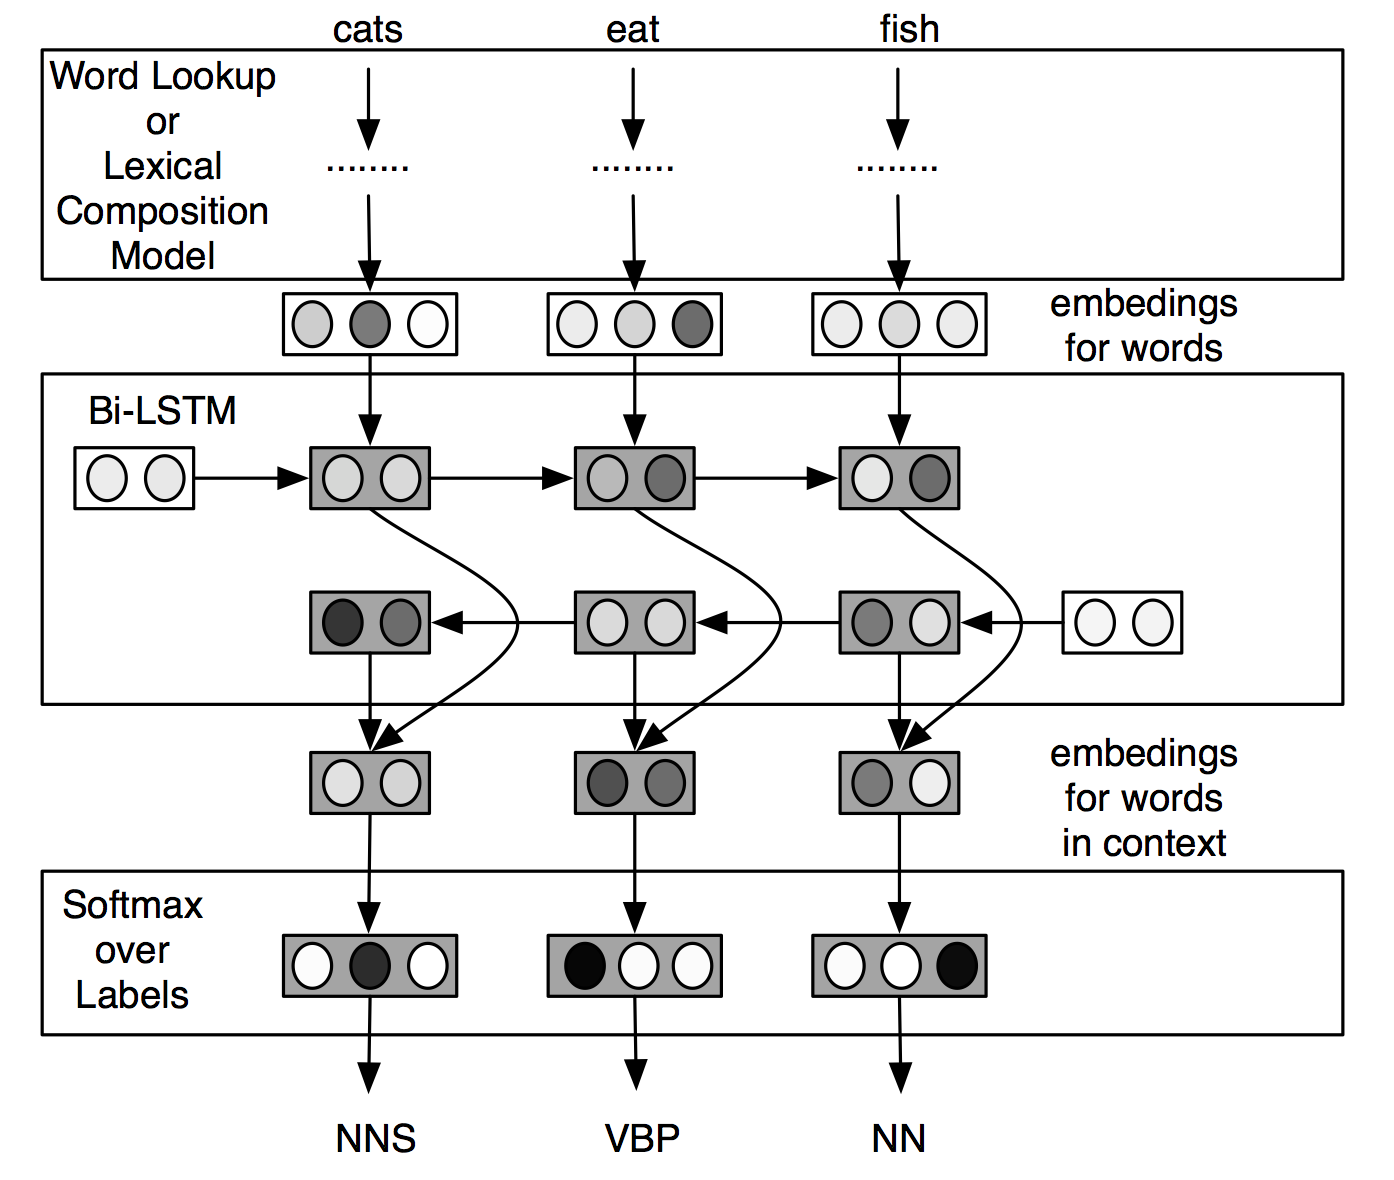 cats eat fish
Word Lookup
or
Lexical
Composition
Model
........ ........ ........
embedings
for words
Bi-LSTM
embedings
for words
in context
Softmax
over
Labels
NNS VBP NN